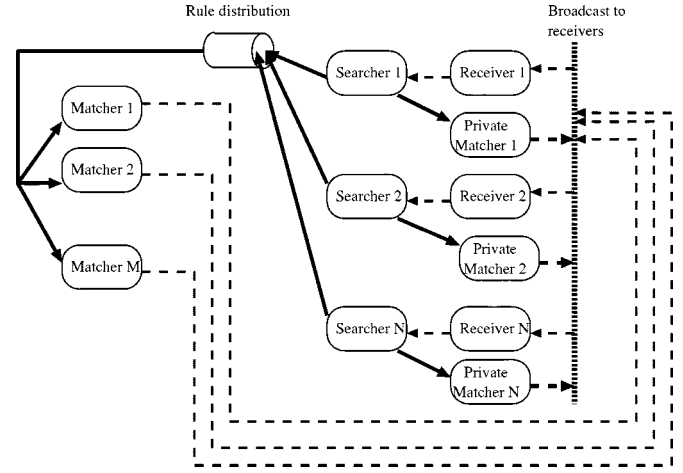 Rule distribution
Broadcast to
receivers
Searcher 1
Receiver 1
Matcher 1
Private
Matcher 1
Matcher 2
Searcher 2
Receiver 2
Private
Matcher 2
Matcher M
Searcher N
Receiver N
Private
Matcher N